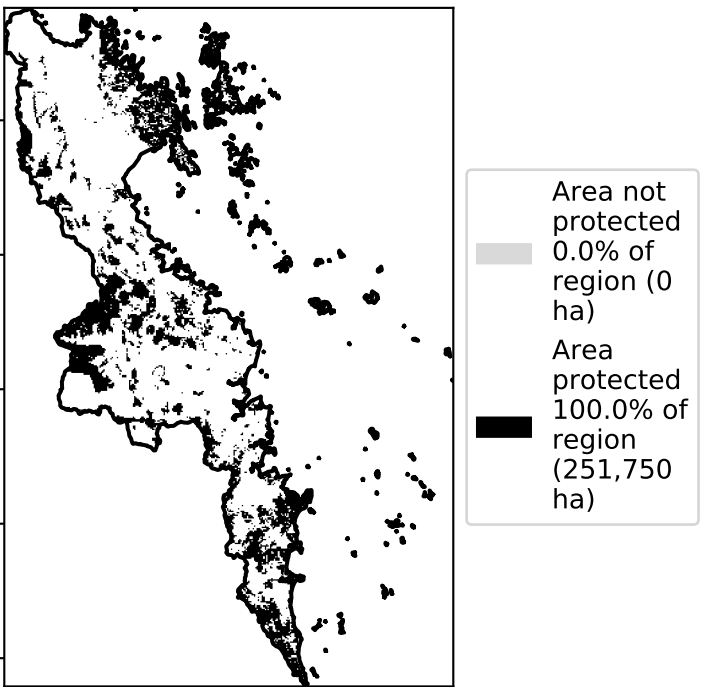 Area not
protected
0.0% of
region (0
ha)
Area
protected
100.0% of
region
(251,750
ha)